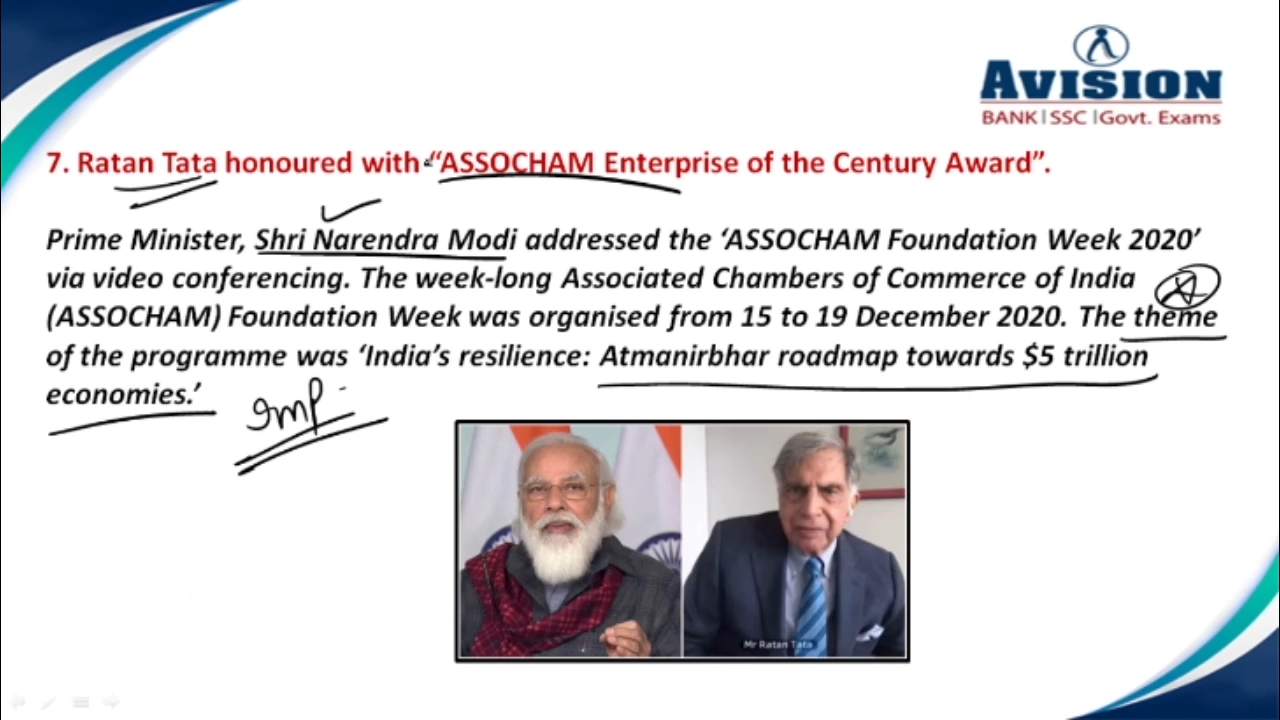 AVISION
BANK | SSC | Govt. Exams
7. Ratan Tata honoured with “ASSOCHAM Enterprise of the Century Award”.
Prime Minister, Shri Narendra Modi addressed the ‘ASSOCHAM Foundation Week 2020’
via video conferencing. The week-long Associated Chambers of Commerce of India
(ASSOCHAM) Foundation Week was organised from 15 to 19 December 2020. The theme
of the programme was ‘India’s resilience: Atmanirbhar roadmap towards $5 trillion
economies.’
Imp
Mr Ratan Tata